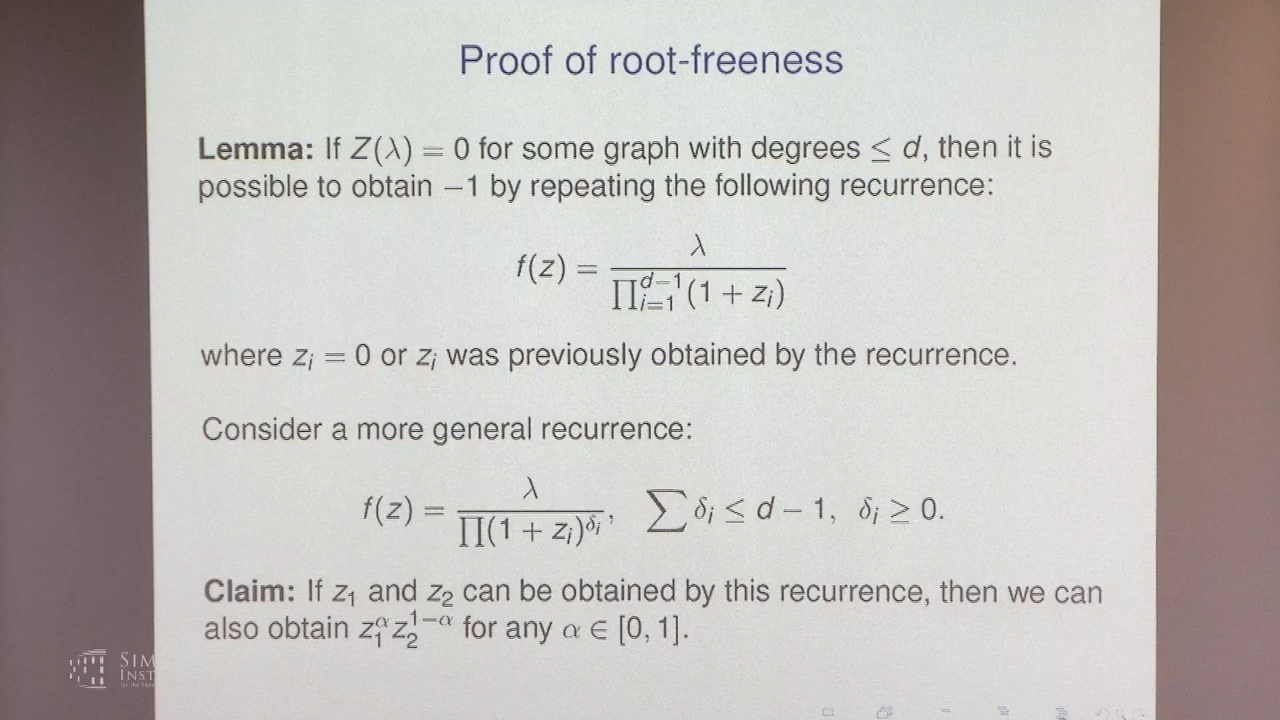 Proof of root-freeness
Lemma: If Z(λ) = 0 for some graph with degrees ≤ d, then it is
possible to obtain −1 by repeating the following recurrence:
f(z) = λ / ∏_{i=1}^{d−1}(1 + z_i)
where z_i = 0 or z_i was previously obtained by the recurrence.
Consider a more general recurrence:
f(z) = λ / ∏(1 + z_i)^{δ_i}, ∑ δ_i ≤ d − 1, δ_i ≥ 0.
Claim: If z_1 and z_2 can be obtained by this recurrence, then we can
also obtain z_1^α z_2^{1−α} for any α ∈ [0, 1].
SIM
INST